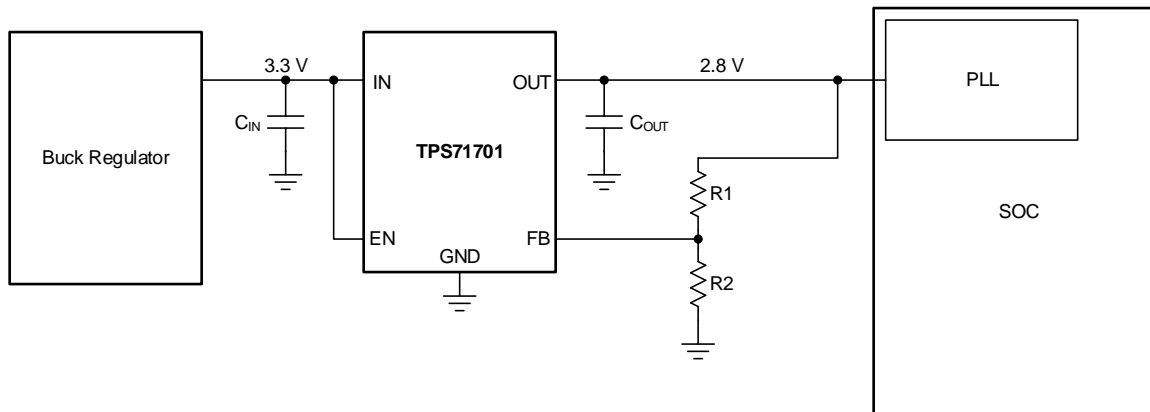 Buck Regulator
3.3 V
C_IN
IN
OUT
TPS71701
EN
FB
GND
2.8 V
C_OUT
R1
R2
PLL
SOC